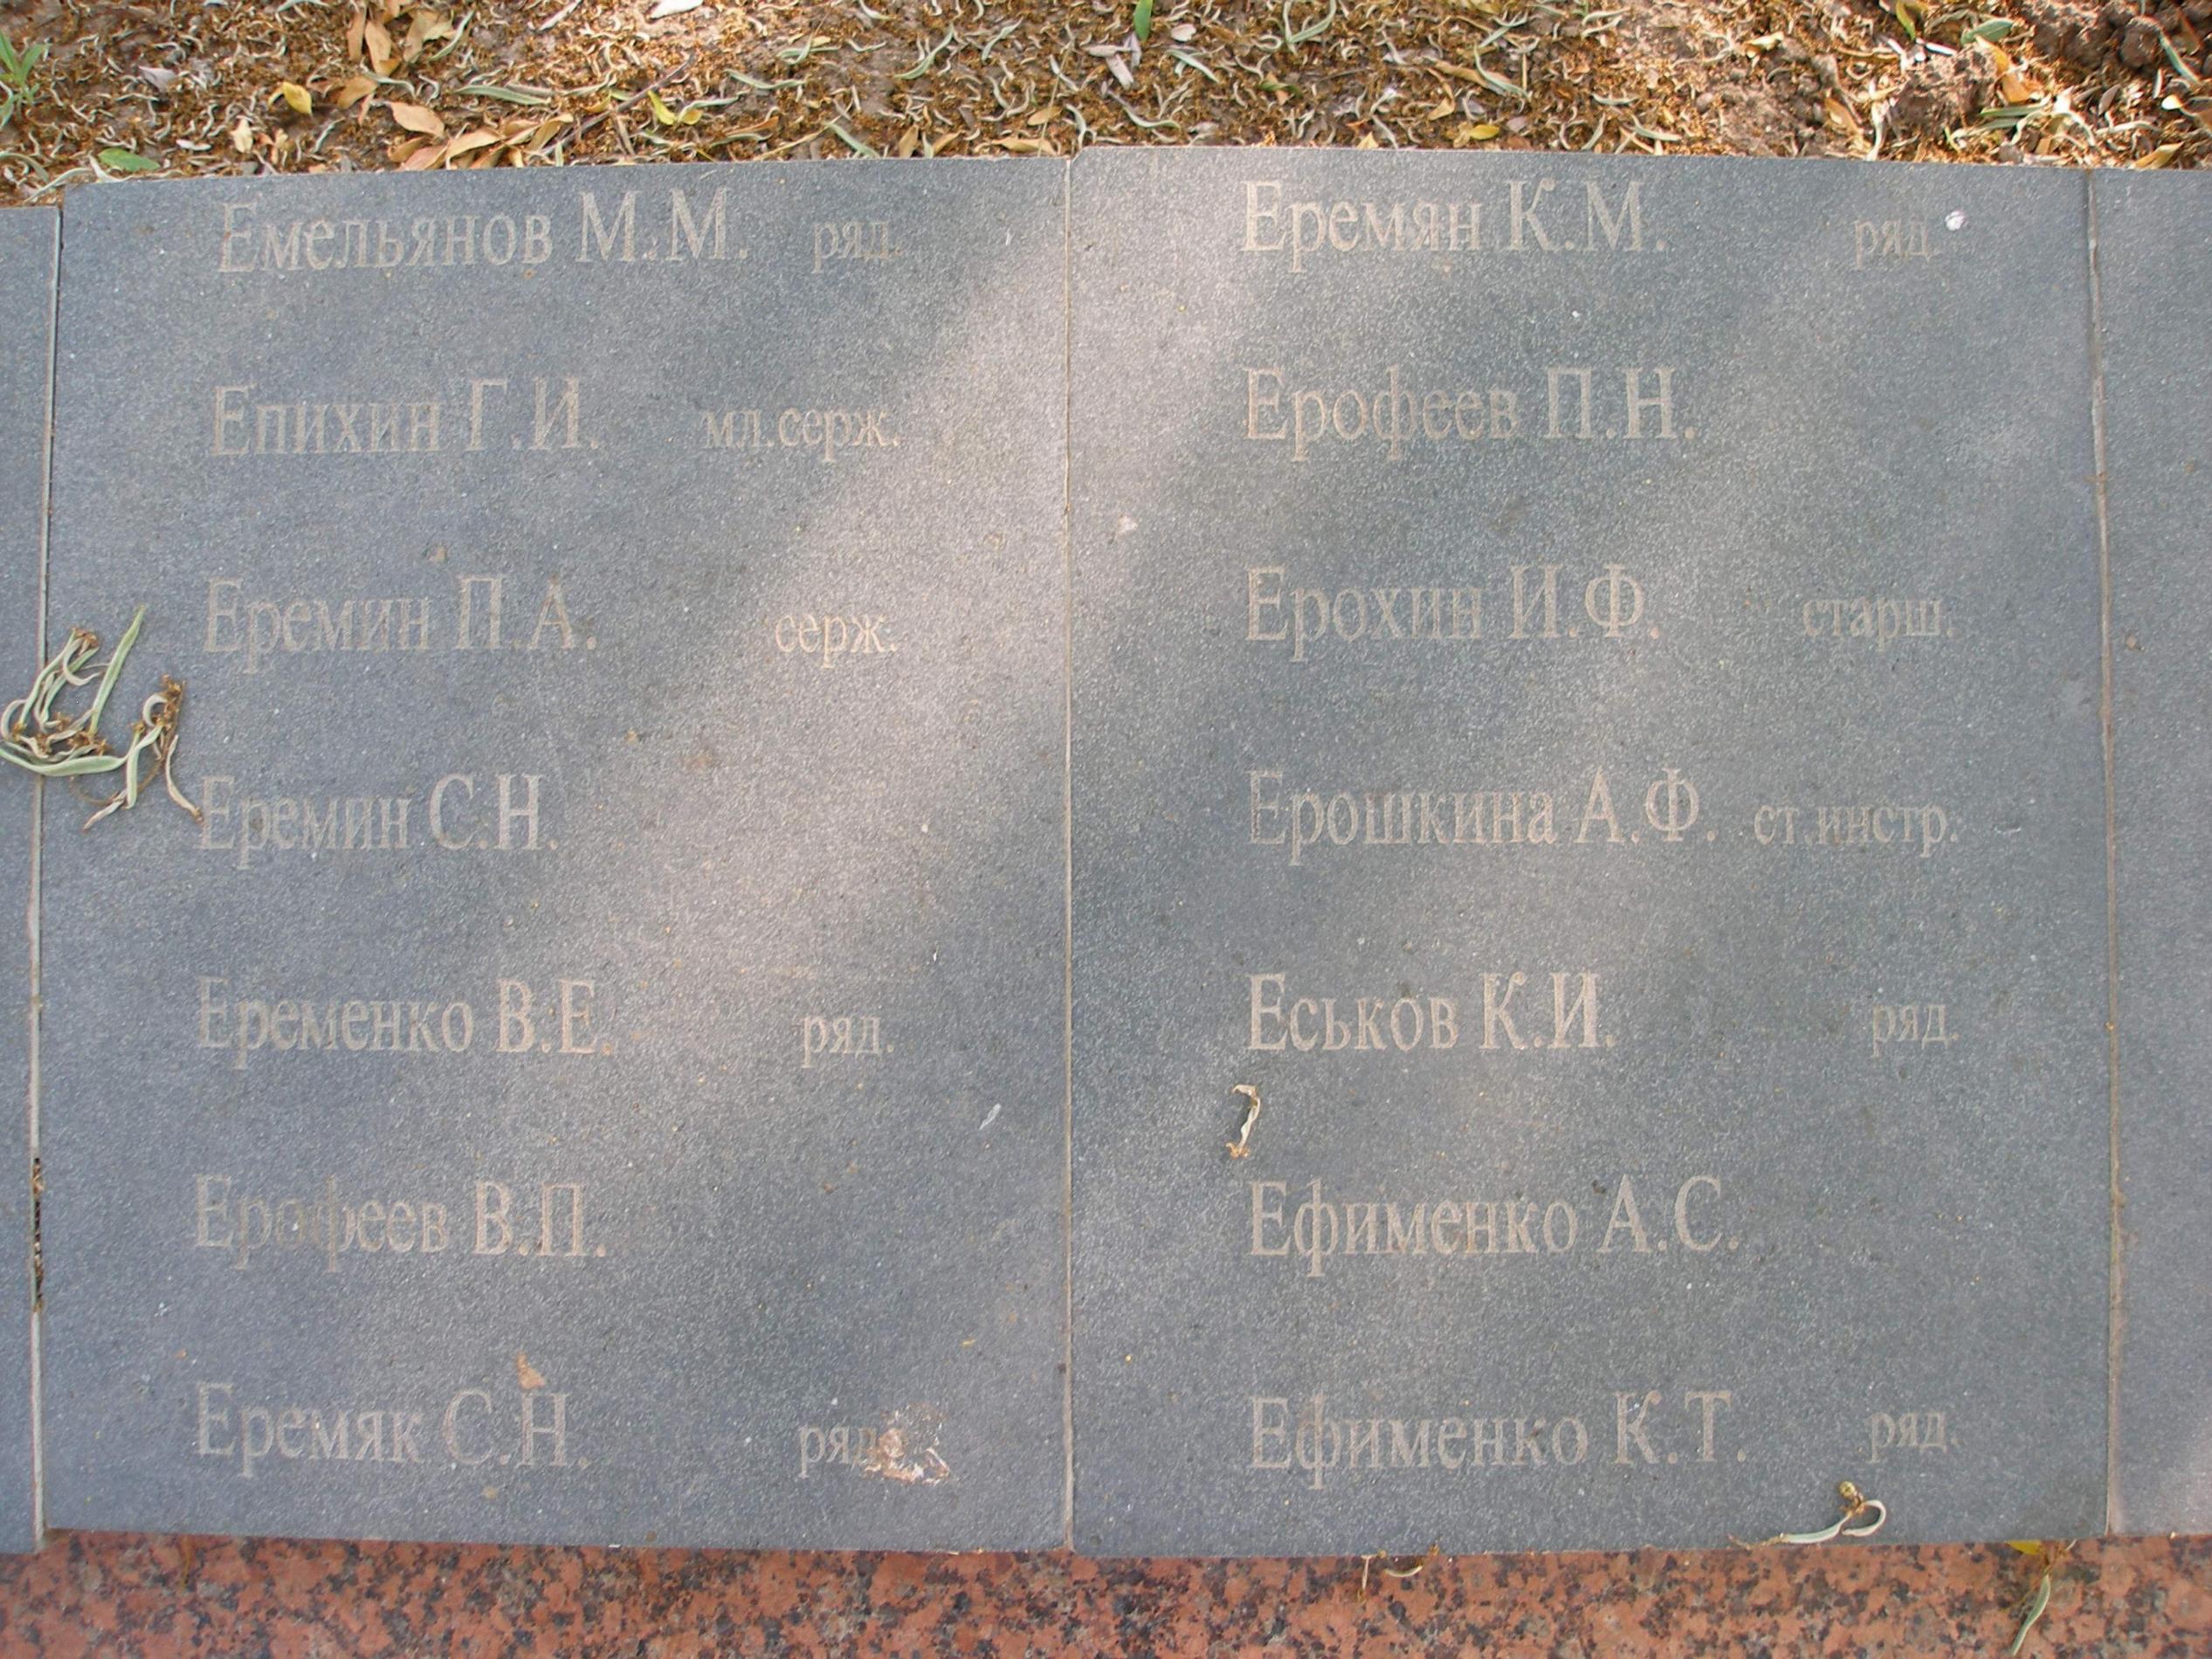 Емельянов М.М. ряд.
Епихин Г.И. мл.серж.
Еремин П.А. серж.
Еремин С.Н.
Еременко В.Е. ряд.
Ерофеев В.П.
Еремяк С.Н. ряд.
Еремян К.М. ряд.
Ерофеев П.Н.
Ерохин И.Ф. старш.
Ерошкина А.Ф. ст.инстр.
Еськов К.И. ряд.
Ефименко А.С.
Ефименко К.Т. ряд.